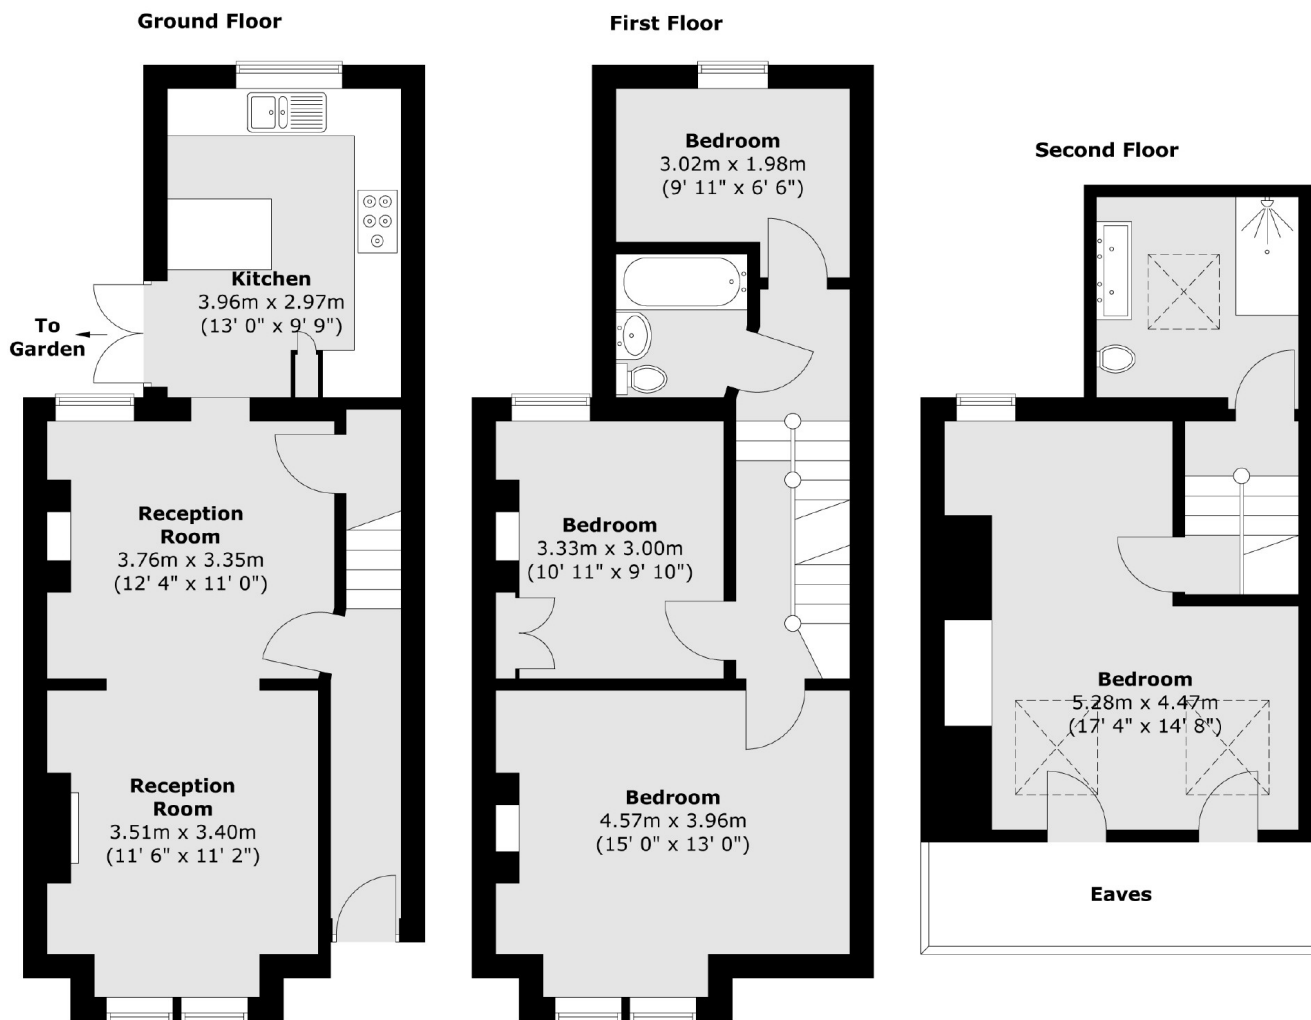 Ground Floor
Kitchen
3.96m x 2.97m
(13' 0" x 9' 9")
To
Garden
Reception
Room
3.76m x 3.35m
(12' 4" x 11' 0")
Reception
Room
3.51m x 3.40m
(11' 6" x 11' 2")
First Floor
Bedroom
3.02m x 1.98m
(9' 11" x 6' 6")
Bedroom
3.33m x 3.00m
(10' 11" x 9' 10")
Bedroom
4.57m x 3.96m
(15' 0" x 13' 0")
Second Floor
Bedroom
5.28m x 4.47m
(17' 4" x 14' 8")
Eaves